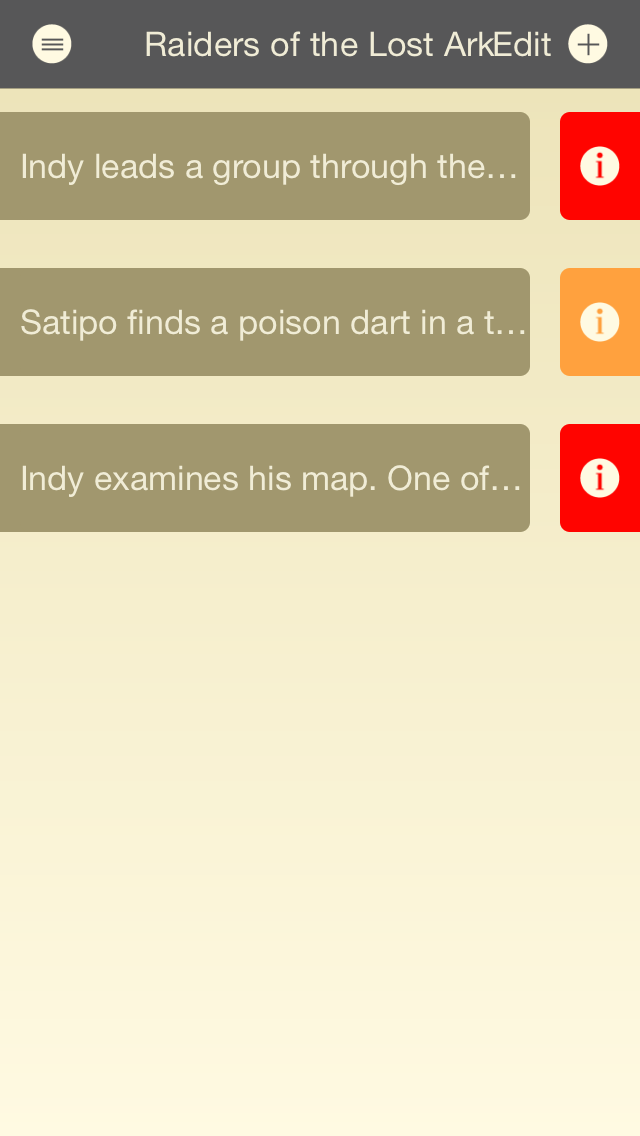 Raiders of the Lost ArkEdit
Indy leads a group through the...
Satipo finds a poison dart in a t...
Indy examines his map. One of...